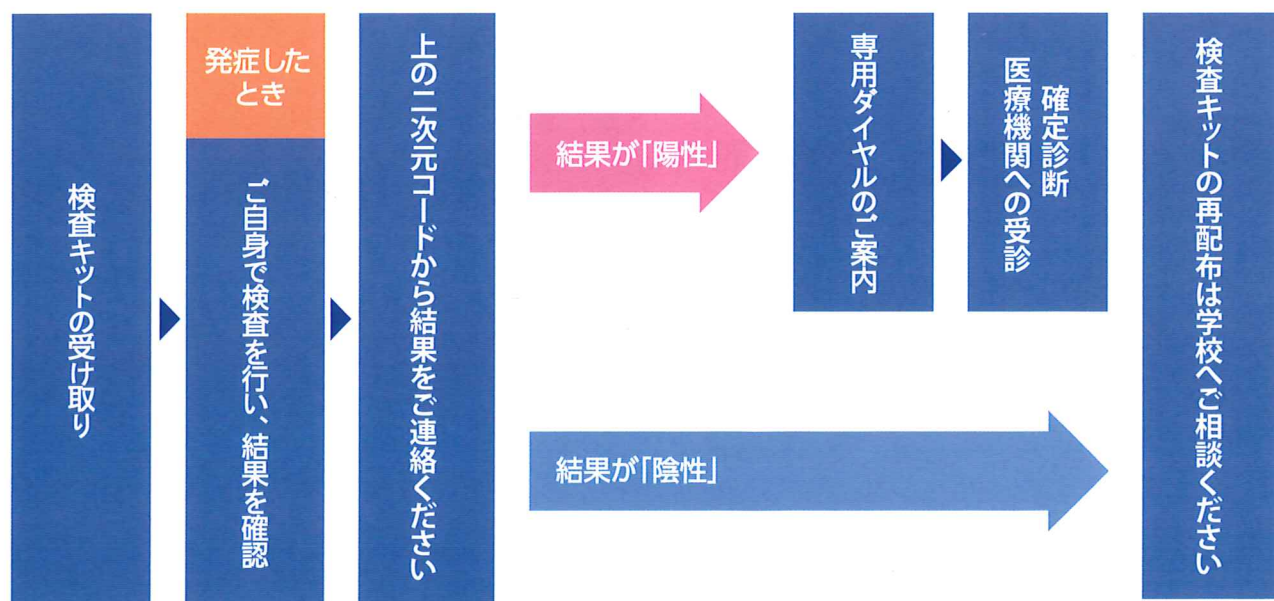 検査キットの受け取り
発症した
とき
ご自身で検査を行い、結果を確認
上の二次元コードから結果をご連絡ください
結果が「陽性」
専用ダイヤルのご案内
医療機関への受診
確定診断
結果が「陰性」
検査キットの再配布は学校へご相談ください